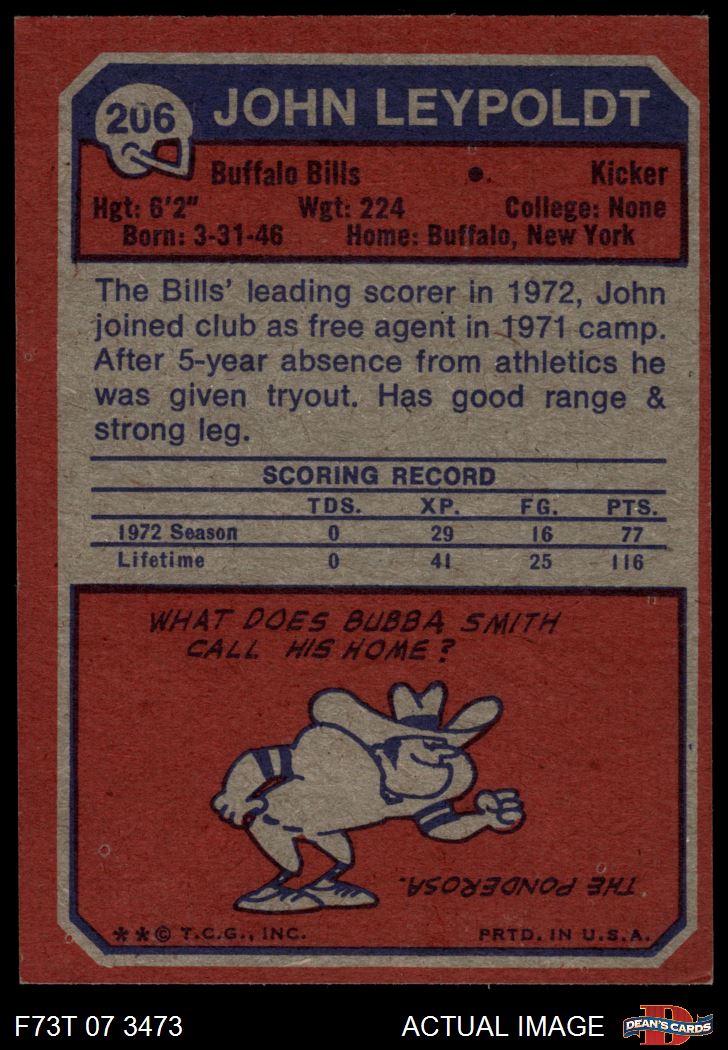 206
JOHN LEYPOLDT
Buffalo Bills • Kicker
Hgt: 6'2" Wgt: 224 College: None
Born: 3-31-46 Home: Buffalo, New York
The Bills' leading scorer in 1972, John
joined club as free agent in 1971 camp.
After 5-year absence from athletics he
was given tryout. Has good range &
strong leg.
SCORING RECORD
TDS. XP. FG. PTS.
1972 Season 0 29 16 77
Lifetime 0 41 25 116
WHAT DOES BUBBA SMITH
CALL HIS HOME?
THE PONDEROSA.
**© T.C.G., INC. PRTD. IN U.S.A.
F73T 07 3473 ACTUAL IMAGE
DEAN'S CARDS